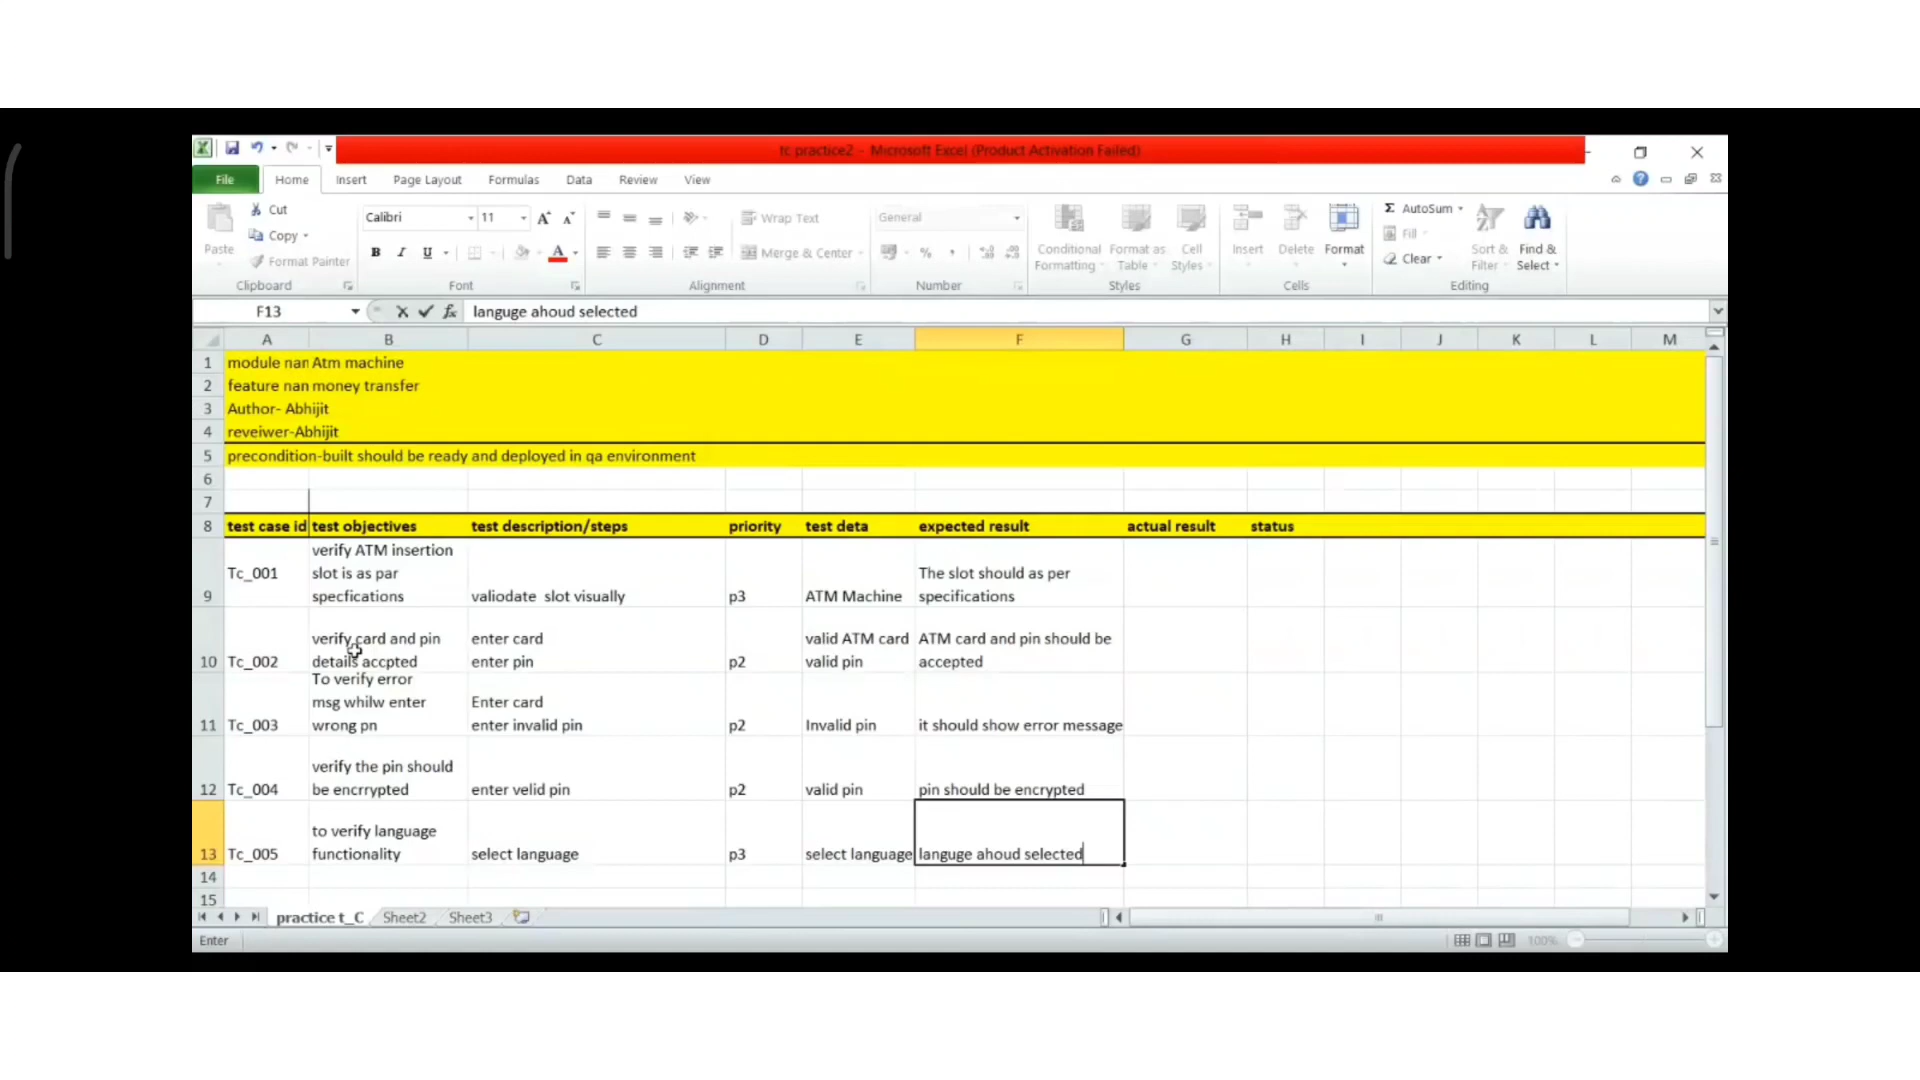 tc practice2 - Microsoft Excel (Product Activation Failed)
File Home Insert Page Layout Formulas Data Review View
Paste
Cut
Copy
Format Painter
Clipboard
Calibri 11
B I U A
Font
Wrap Text
Merge & Center
Alignment
General
%
Number
Conditional Formatting
Format as Table
Cell Styles
Styles
Insert Delete Format
Cells
Σ AutoSum
Fill
Clear
Sort & Filter
Find & Select
Editing
F13 fx languge ahoud selected
A B C D E F G H I J K L M
1 module nan Atm machine
2 feature nan money transfer
3 Author- Abhijit
4 reveiwer-Abhijit
5 precondition-built should be ready and deployed in qa environment
6
7
8 test case id test objectives test description/steps priority test deta expected result actual result status
9 Tc_001
verify ATM insertion
slot is as par
specfications
valiodate slot visually
p3
ATM Machine
The slot should as per
specifications
10 Tc_002
verify card and pin
details accpted
enter card
enter pin
p2
valid ATM card
valid pin
ATM card and pin should be
accepted
11 Tc_003
To verify error
msg whilw enter
wrong pn
Enter card
enter invalid pin
p2
Invalid pin
it should show error message
12 Tc_004
verify the pin should
be encrrypted
enter velid pin
p2
valid pin
pin should be encrypted
13 Tc_005
to verify language
functionality
select language
p3
select language
languge ahoud selected
14
15
practice t_C Sheet2 Sheet3
Enter
100%